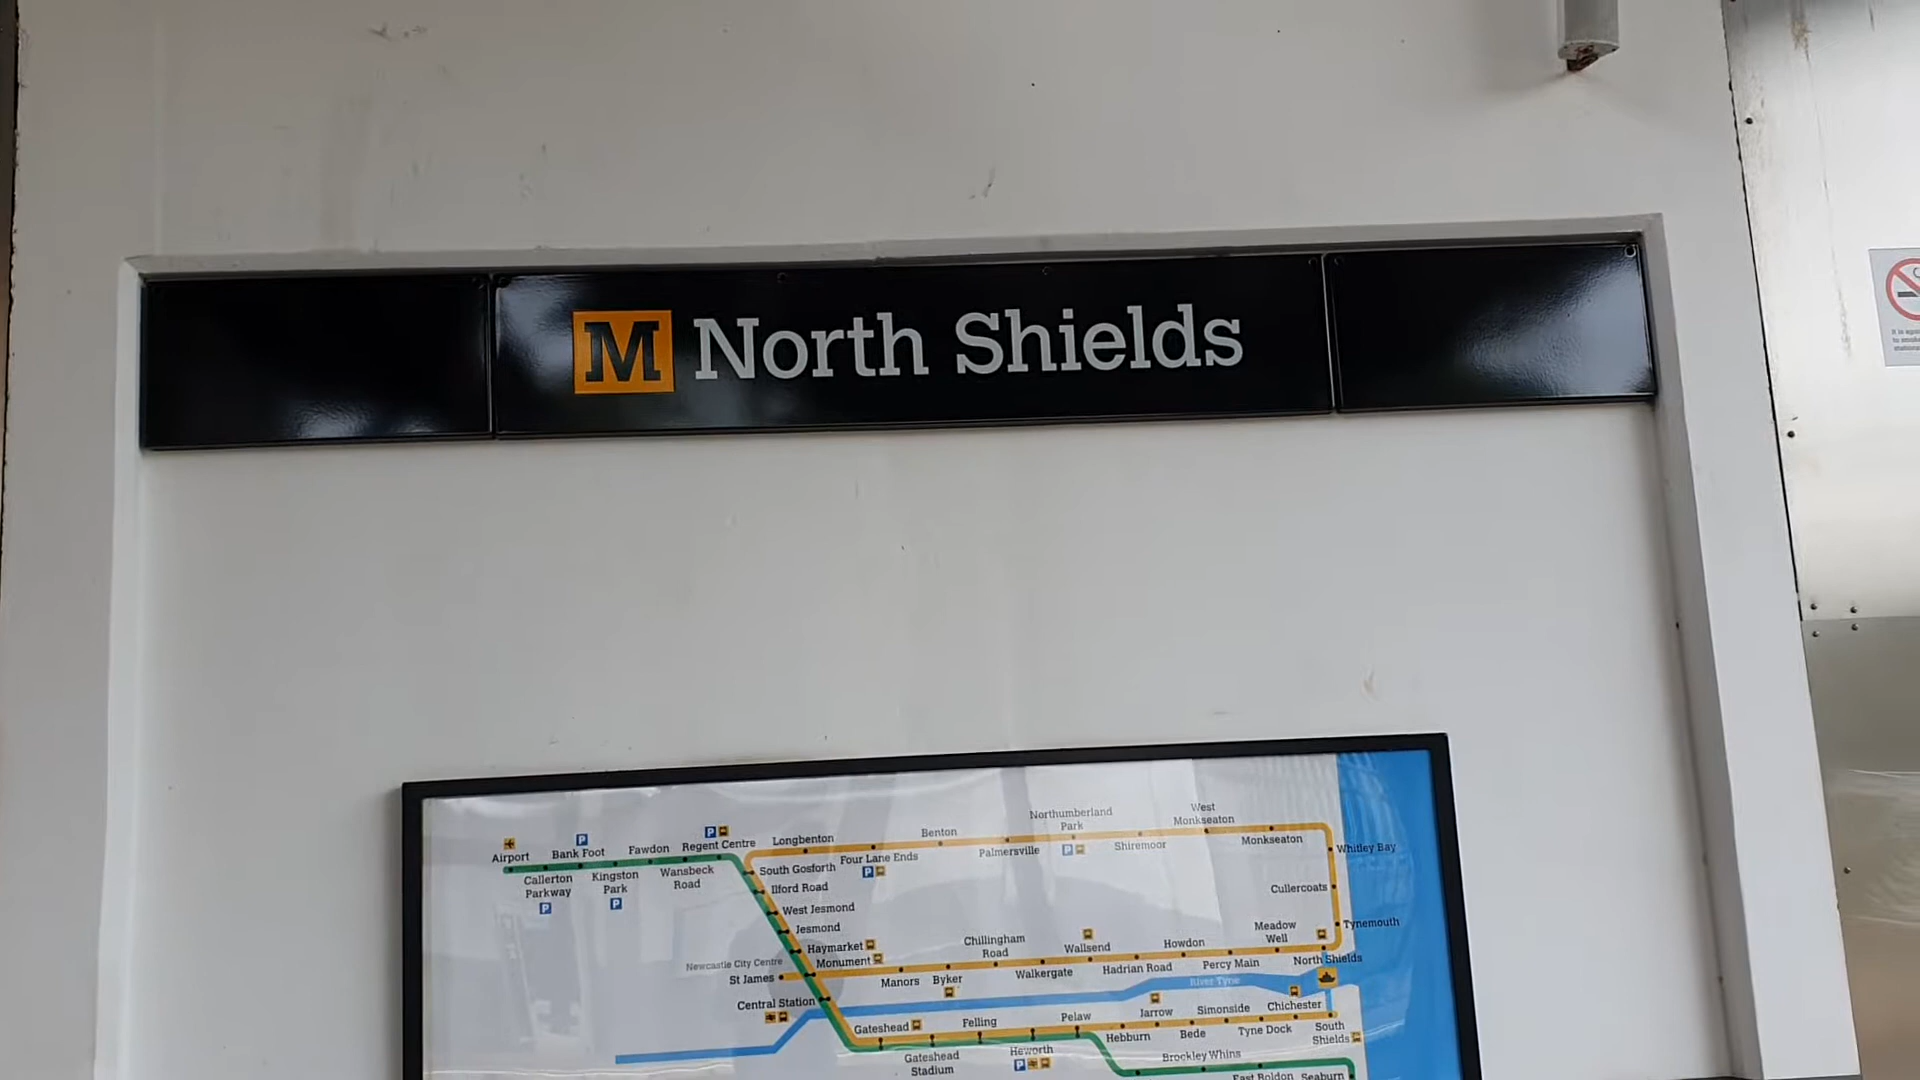 M North Shields
Airport
Callerton
Parkway
P
Bank Foot
P
Kingston
Park
P
Fawdon
Wansbeck
Road
Regent Centre
P
Longbenton
South Gosforth
Four Lane Ends
P
Ilford Road
West Jesmond
Jesmond
Haymarket
Monument
Newcastle City Centre
St James
Central Station
Benton
Palmersville
Northumberland
Park
P
Shiremoor
West
Monkseaton
Monkseaton
Whitley Bay
Cullercoats
Tynemouth
North Shields
Meadow
Well
Percy Main
Howdon
Hadrian Road
Wallsend
Walkergate
Chillingham
Road
Byker
Manors
River Tyne
Gateshead
Gateshead
Stadium
Felling
Heworth
P
Pelaw
Hebburn
Jarrow
Bede
Simonside
Tyne Dock
Chichester
South
Shields
Brockley Whins
East Boldon
Seaburn